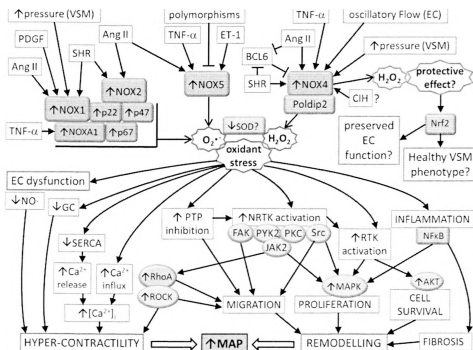 ↑pressure (VSM)
polymorphisms
TNF-α
oscillatory Flow (EC)
PDGF
Ang II
TNF-α
ET-1
Ang II
↑pressure (VSM)
SHR
BCL6
Ang II
↑NOX2
↑NOX5
↑NOX4
H₂O₂
protective effect?
SHR
↑NOX1
↑p22
↑p47
Poldip2
CIH ?
TNF-α
↑NOXA1
↑p67
O₂·⁻
↓SOD?
H₂O₂
Nrf2
oxidant stress
preserved EC function?
Healthy VSM phenotype?
EC dysfunction
↓NO·
↓GC
↑ PTP inhibition
↑NRTK activation
INFLAMMATION
↓SERCA
FAK
PYK2
PKC
Src
↑RTK activation
NFκB
JAK2
↑Ca²⁺ release
↑Ca²⁺ influx
↑RhoA
↑MAPK
↑AKT
↑ROCK
MIGRATION
PROLIFERATION
CELL SURVIVAL
↑[Ca²⁺]ᵢ
HYPER-CONTRACTILITY
↑MAP
REMODELLING
FIBROSIS